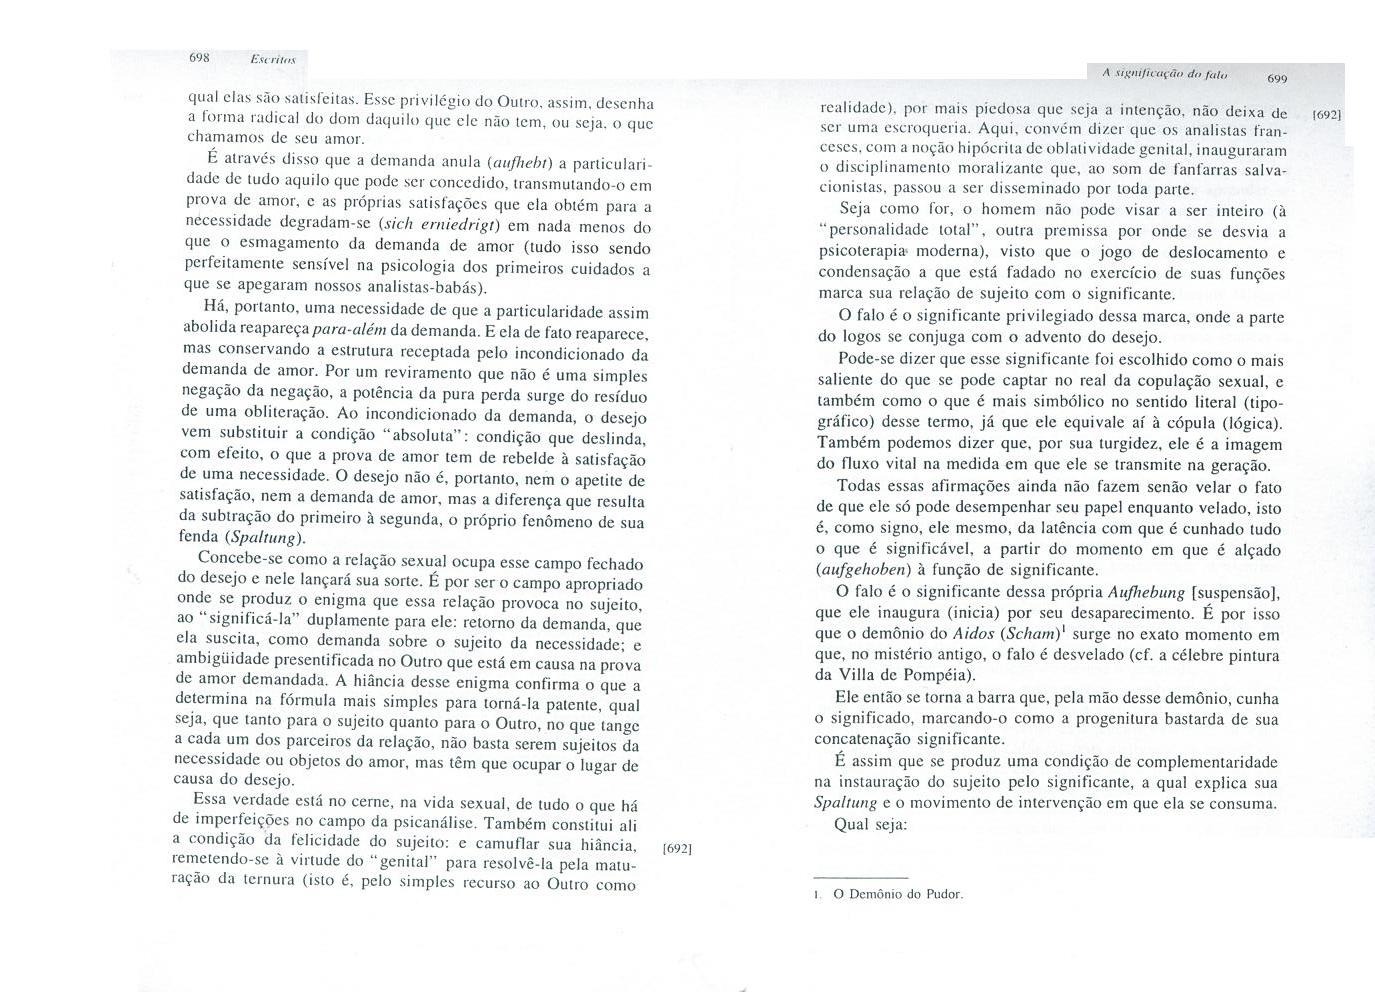 698 Escritos
qual elas são satisfeitas. Esse privilégio do Outro, assim, desenha
a forma radical do dom daquilo que ele não tem, ou seja, o que
chamamos de seu amor.
É através disso que a demanda anula (aufhebt) a particulari-
dade de tudo aquilo que pode ser concedido, transmutando-o em
prova de amor, e as próprias satisfações que ela obtém para a
necessidade degradam-se (sich erniedrigt) em nada menos do
que o esmagamento da demanda de amor (tudo isso sendo
perfeitamente sensível na psicologia dos primeiros cuidados a
que se apegaram nossos analistas-babás).
Há, portanto, uma necessidade de que a particularidade assim
abolida reapareça para-além da demanda. E ela de fato reaparece,
mas conservando a estrutura receptada pelo incondicionado da
demanda de amor. Por um reviramento que não é uma simples
negação da negação, a potência da pura perda surge do resíduo
de uma obliteração. Ao incondicionado da demanda, o desejo
vem substituir a condição "absoluta": condição que deslinda,
com efeito, o que a prova de amor tem de rebelde à satisfação
de uma necessidade. O desejo não é, portanto, nem o apetite de
satisfação, nem a demanda de amor, mas a diferença que resulta
da subtração do primeiro à segunda, o próprio fenômeno de sua
fenda (Spaltung).
Concebe-se como a relação sexual ocupa esse campo fechado
do desejo e nele lançará sua sorte. É por ser o campo apropriado
onde se produz o enigma que essa relação provoca no sujeito,
ao "significá-la" duplamente para ele: retorno da demanda, que
ela suscita, como demanda sobre o sujeito da necessidade; e
ambigüidade presentificada no Outro que está em causa na prova
de amor demandada. A hiância desse enigma confirma o que a
determina na fórmula mais simples para torná-la patente, qual
seja, que tanto para o sujeito quanto para o Outro, no que tange
a cada um dos parceiros da relação, não basta serem sujeitos da
necessidade ou objetos do amor, mas têm que ocupar o lugar de
causa do desejo.
Essa verdade está no cerne, na vida sexual, de tudo o que há
de imperfeições no campo da psicanálise. Também constitui ali
a condição da felicidade do sujeito: e camuflar sua hiância,
remetendo-se à virtude do "genital" para resolvê-la pela matu-
ração da ternura (isto é, pelo simples recurso ao Outro como
[692]
A significação do falo 699
realidade), por mais piedosa que seja a intenção, não deixa de
ser uma escroqueria. Aqui, convém dizer que os analistas fran-
ceses, com a noção hipócrita de oblatividade genital, inauguraram
o disciplinamento moralizante que, ao som de fanfarras salva-
cionistas, passou a ser disseminado por toda parte.
[692]
Seja como for, o homem não pode visar a ser inteiro (à
"personalidade total", outra premissa por onde se desvia a
psicoterapia moderna), visto que o jogo de deslocamento e
condensação a que está fadado no exercício de suas funções
marca sua relação de sujeito com o significante.
O falo é o significante privilegiado dessa marca, onde a parte
do logos se conjuga com o advento do desejo.
Pode-se dizer que esse significante foi escolhido como o mais
saliente do que se pode captar no real da copulação sexual, e
também como o que é mais simbólico no sentido literal (tipo-
gráfico) desse termo, já que ele equivale aí à cópula (lógica).
Também podemos dizer que, por sua turgidez, ele é a imagem
do fluxo vital na medida em que ele se transmite na geração.
Todas essas afirmações ainda não fazem senão velar o fato
de que ele só pode desempenhar seu papel enquanto velado, isto
é, como signo, ele mesmo, da latência com que é cunhado tudo
o que é significável, a partir do momento em que é alçado
(aufgehoben) à função de significante.
O falo é o significante dessa própria Aufhebung [suspensão],
que ele inaugura (inicia) por seu desaparecimento. É por isso
que o demônio do Aidos (Scham)¹ surge no exato momento em
que, no mistério antigo, o falo é desvelado (cf. a célebre pintura
da Villa de Pompéia).
Ele então se torna a barra que, pela mão desse demônio, cunha
o significado, marcando-o como a progenitura bastarda de sua
concatenação significante.
É assim que se produz uma condição de complementaridade
na instauração do sujeito pelo significante, a qual explica sua
Spaltung e o movimento de intervenção em que ela se consuma.
Qual seja:
1. O Demônio do Pudor.